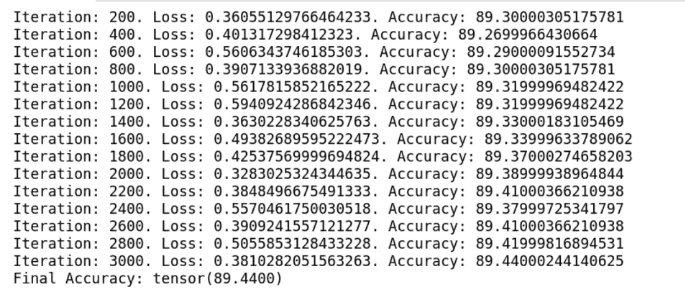 Iteration: 200. Loss: 0.36055129766464233. Accuracy: 89.30000305175781
Iteration: 400. Loss: 0.401317298412323. Accuracy: 89.2699966430664
Iteration: 600. Loss: 0.5606343746185303. Accuracy: 89.29000091552734
Iteration: 800. Loss: 0.3907133936882019. Accuracy: 89.30000305175781
Iteration: 1000. Loss: 0.5617815852165222. Accuracy: 89.31999969482422
Iteration: 1200. Loss: 0.5940924286842346. Accuracy: 89.31999969482422
Iteration: 1400. Loss: 0.3630228340625763. Accuracy: 89.33000183105469
Iteration: 1600. Loss: 0.49382689595222473. Accuracy: 89.33999633789062
Iteration: 1800. Loss: 0.42537569999694824. Accuracy: 89.37000274658203
Iteration: 2000. Loss: 0.32830253243446350. Accuracy: 89.38999938964844
Iteration: 2200. Loss: 0.3848496675491333. Accuracy: 89.41000366210938
Iteration: 2400. Loss: 0.5570461750030518. Accuracy: 89.37999725341797
Iteration: 2600. Loss: 0.3909241557121277. Accuracy: 89.41000366210938
Iteration: 2800. Loss: 0.5055853128433228. Accuracy: 89.41999816894531
Iteration: 3000. Loss: 0.3810282051563263. Accuracy: 89.44000244140625
Final Accuracy: tensor(89.4400)